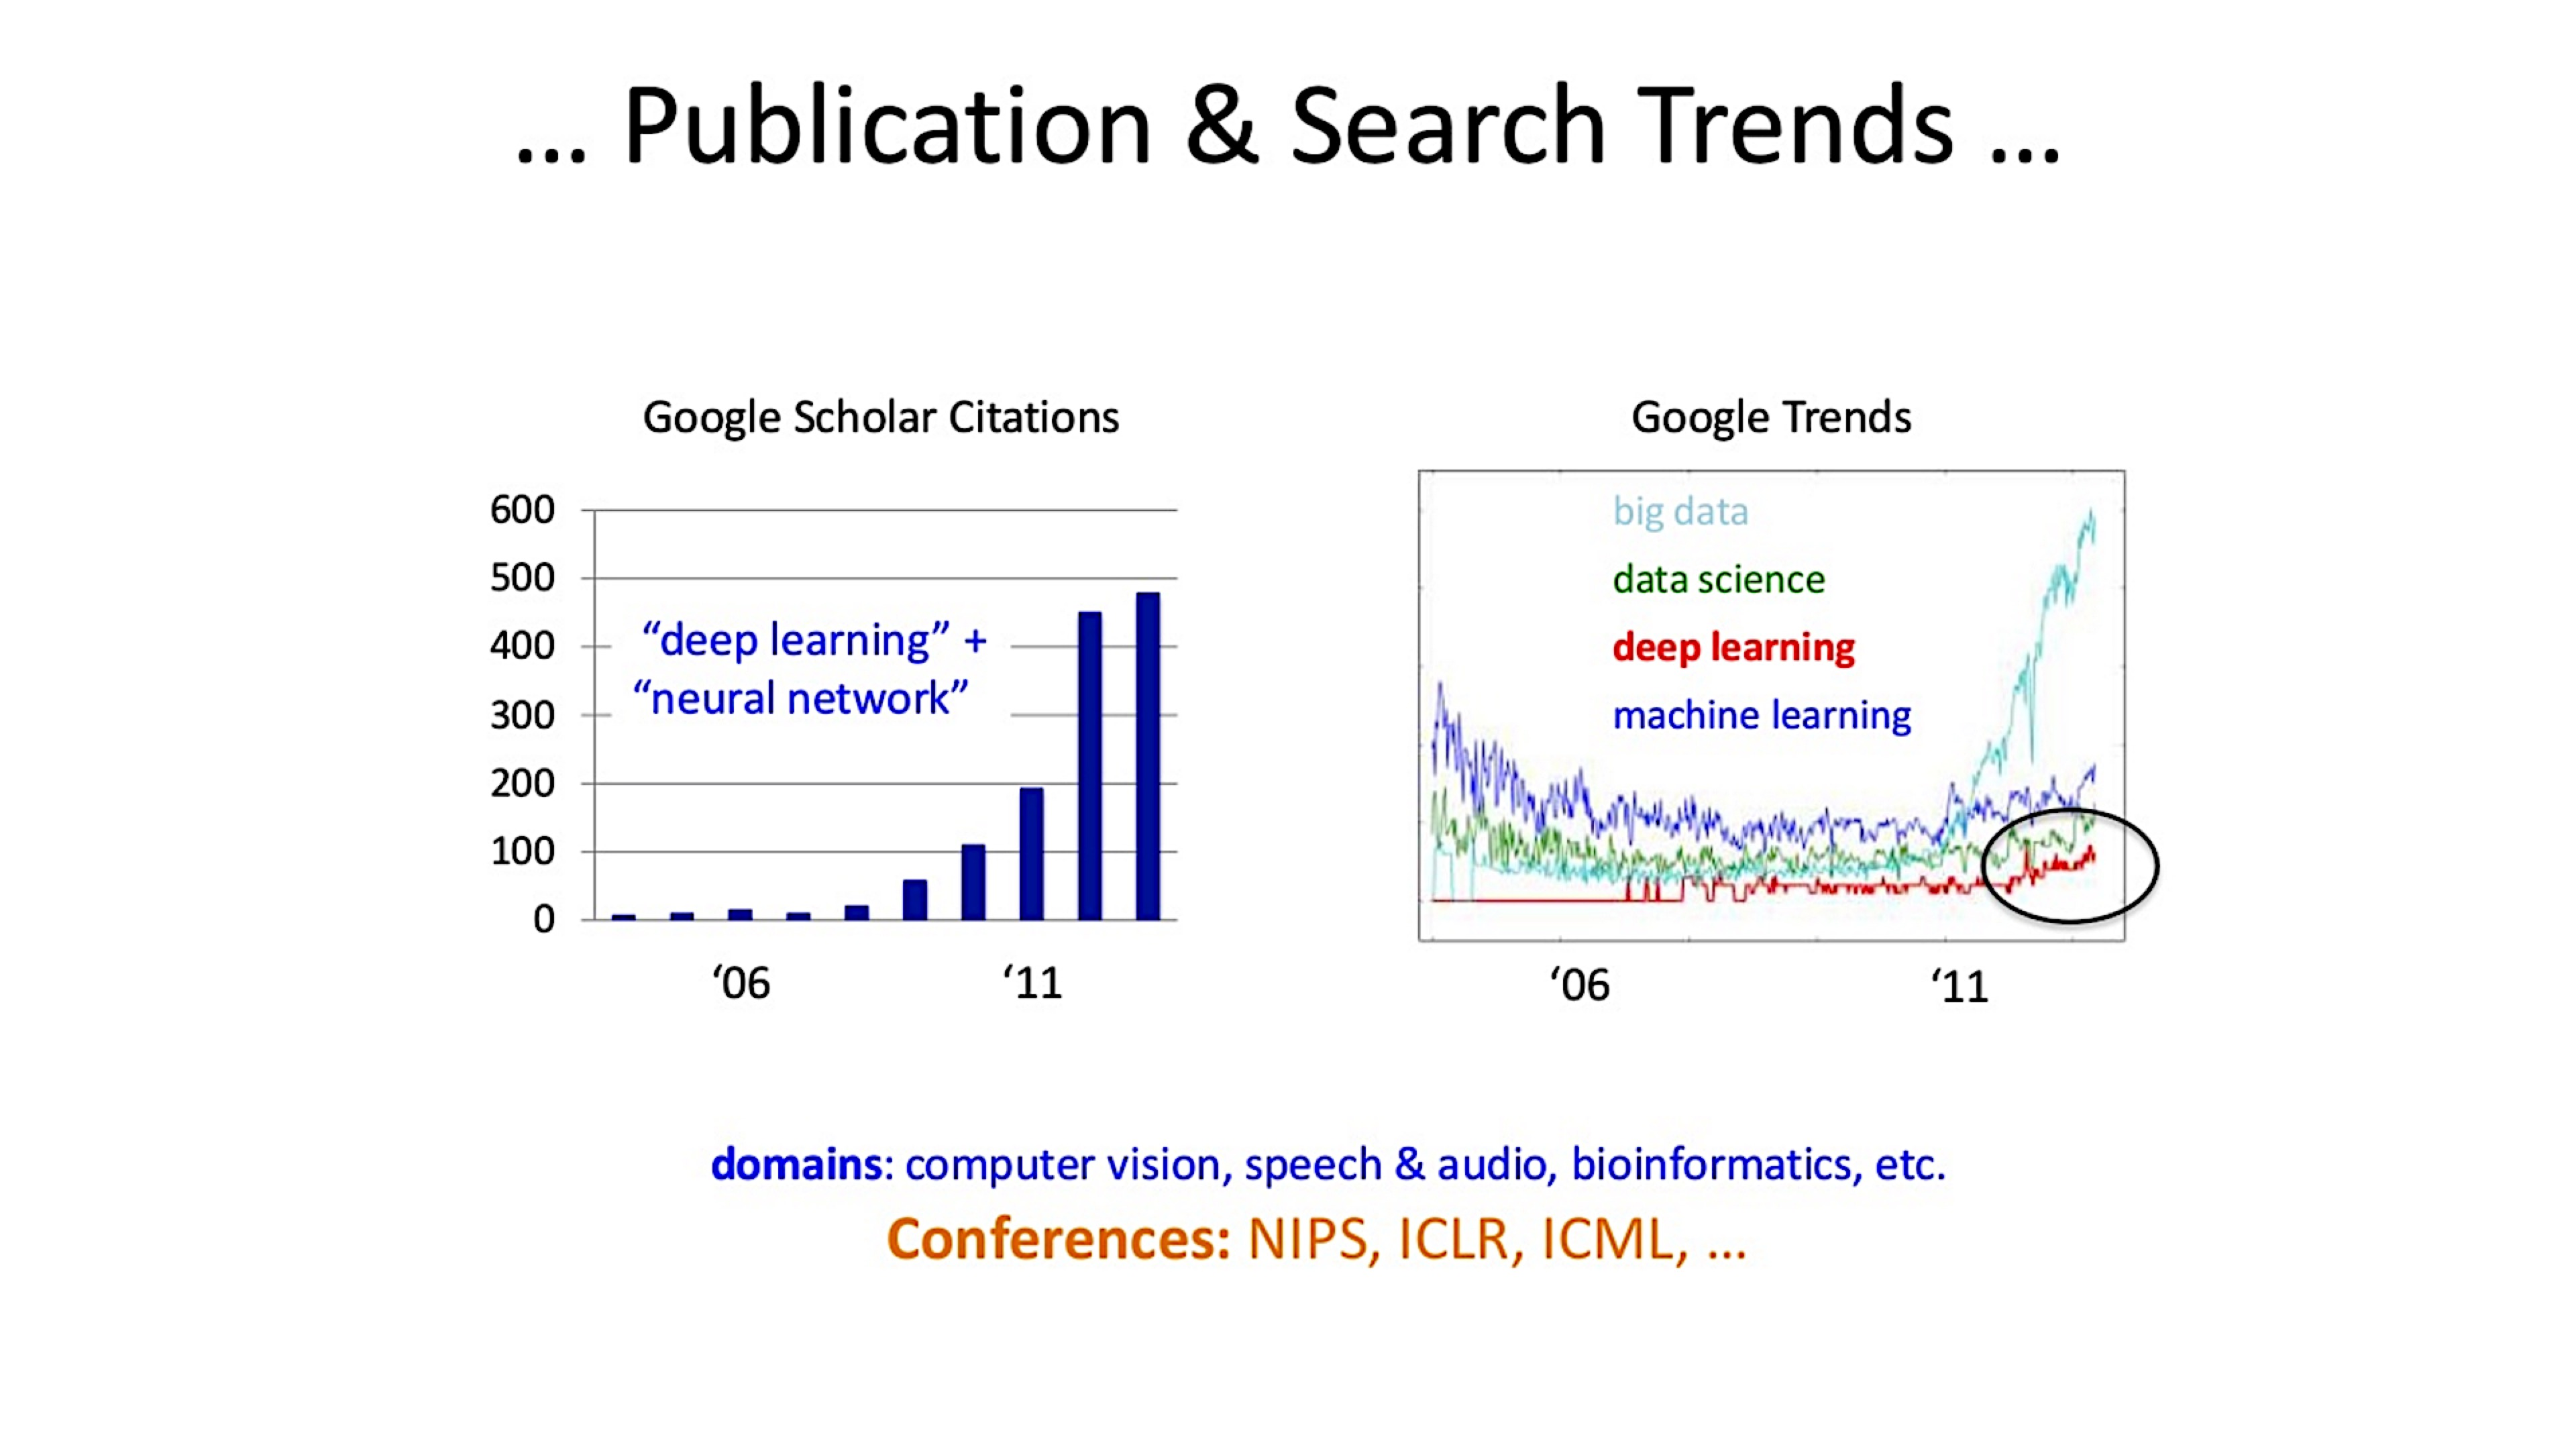 ... Publication & Search Trends ...
Google Scholar Citations
600
500
400
300
200
100
0
“deep learning” +
“neural network”
‘06
‘11
Google Trends
big data
data science
deep learning
machine learning
‘06
‘11
domains: computer vision, speech & audio, bioinformatics, etc.
Conferences: NIPS, ICLR, ICML, ...